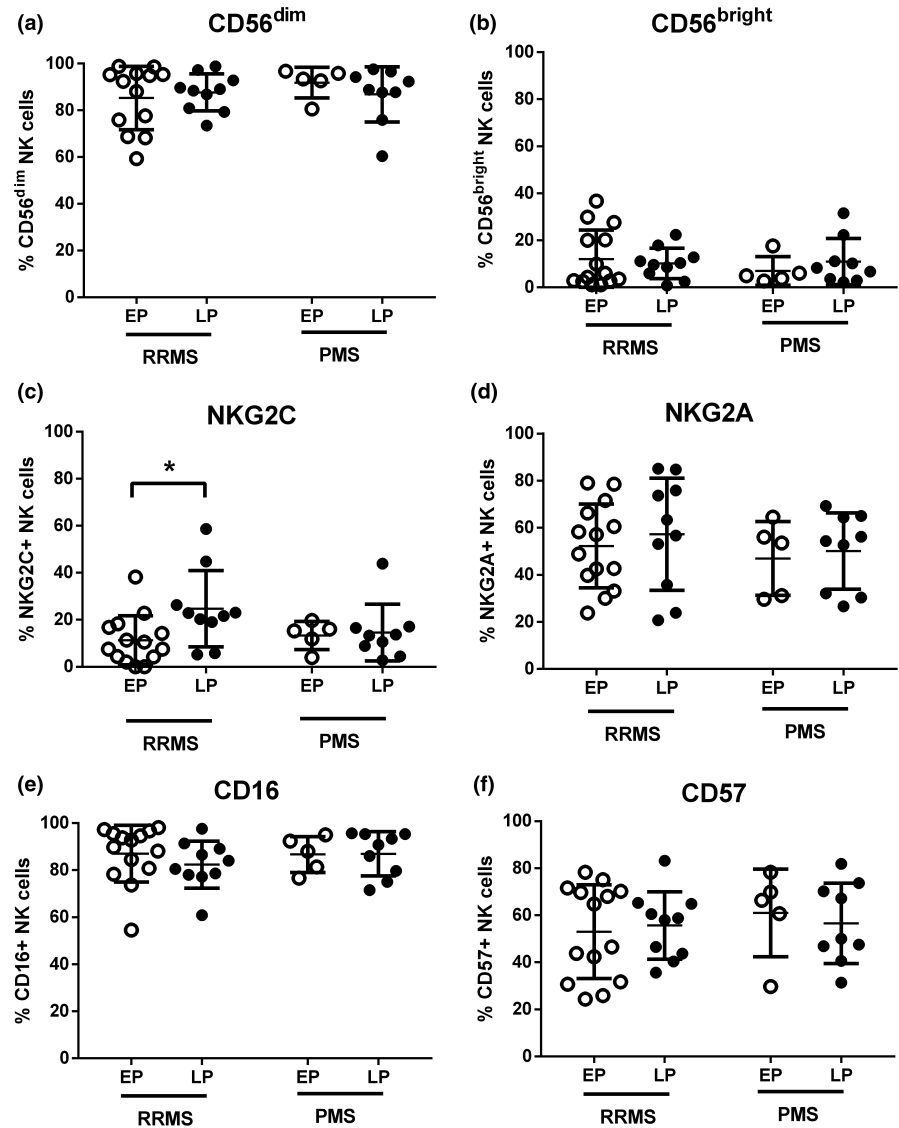 (a) CD56dim
% CD56dim NK cells
100
80
60
40
20
0
EP LP EP LP
RRMS PMS
(b) CD56bright
% CD56bright NK cells
100
80
60
40
20
0
EP LP EP LP
RRMS PMS
(c) NKG2C
% NKG2C+ NK cells
100
80
60
40
20
0
*
EP LP EP LP
RRMS PMS
(d) NKG2A
% NKG2A+ NK cells
100
80
60
40
20
0
EP LP EP LP
RRMS PMS
(e) CD16
% CD16+ NK cells
100
80
60
40
20
0
EP LP EP LP
RRMS PMS
(f) CD57
% CD57+ NK cells
100
80
60
40
20
0
EP LP EP LP
RRMS PMS